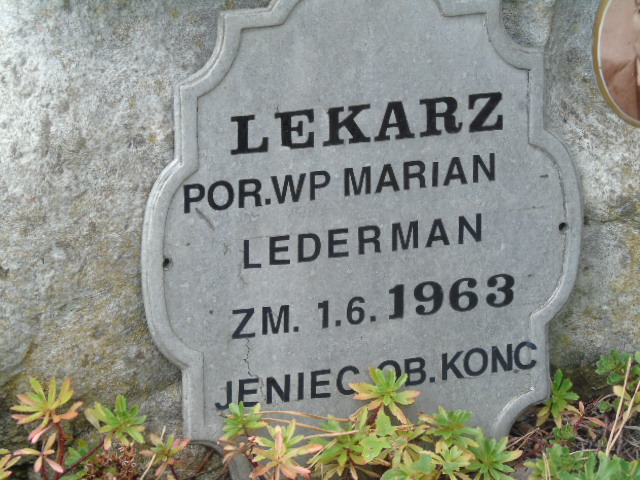 LEKARZ
POR.WP MARIAN
LEDERMAN
ZM. 1.6. 1963
JENIEC OB. KONC